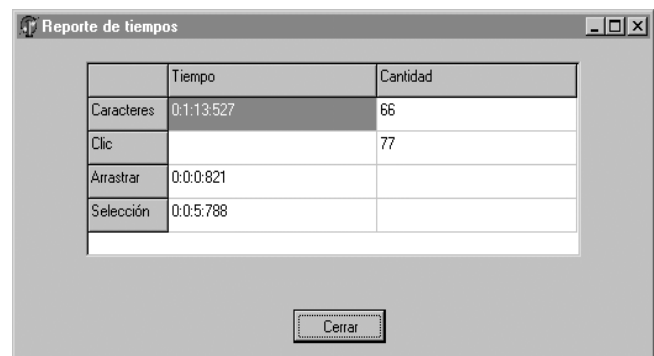 Reporte de tiempos
Tiempo Cantidad
Caracteres 0:1:13:527 66
Clic 77
Arrastrar 0:0:0:821
Selección 0:0:5:788
Cerrar